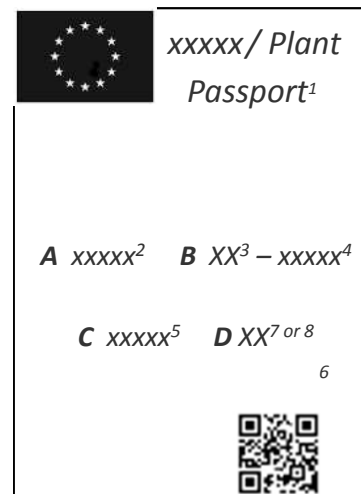 xxxxx / Plant
Passport¹
A xxxxx² B XX³ – xxxxx⁴
C xxxxx⁵ D XX⁷ ᵒʳ ⁸
6